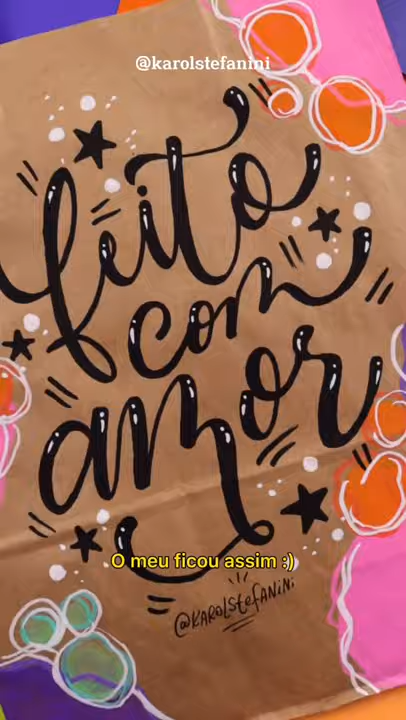 @karolstefanini
feito
com
amor
O meu ficou assim :)
@KAROLStefANiNi